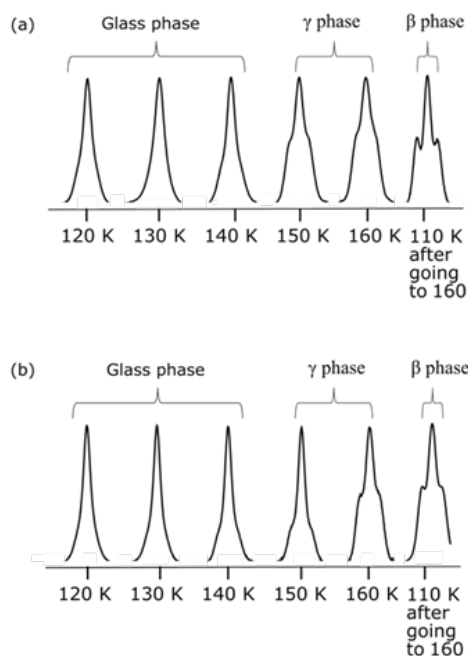 (a)
Glass phase γ phase β phase
120 K 130 K 140 K 150 K 160 K 110 K
after
going
to 160
(b)
Glass phase γ phase β phase
120 K 130 K 140 K 150 K 160 K 110 K
after
going
to 160